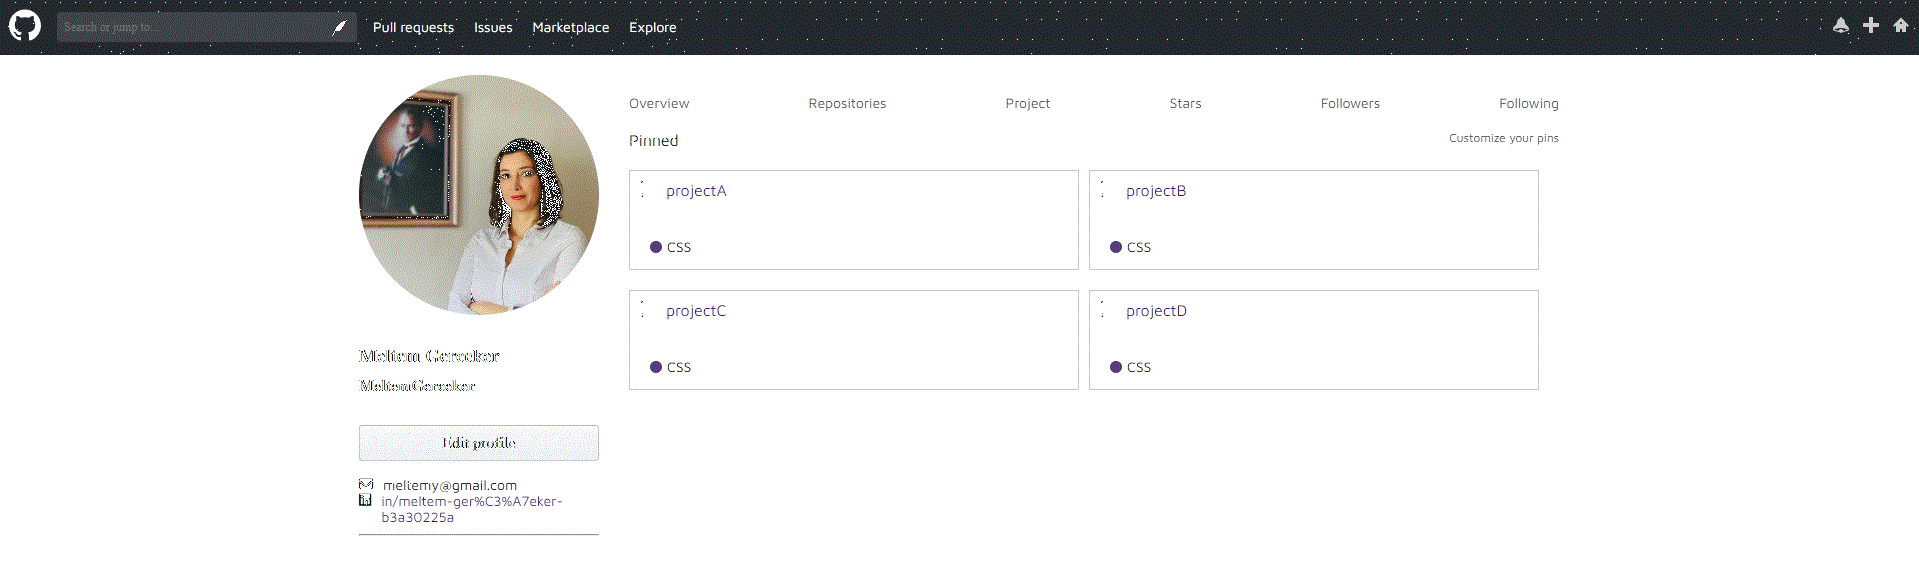 Search or jump to...
Pull requests
Issues
Marketplace
Explore
Overview
Repositories
Project
Stars
Followers
Following
Pinned
Customize your pins
projectA
CSS
projectB
CSS
projectC
CSS
projectD
CSS
Meltem Gerceker
MeltemGerceker
Edit profile
meltemy@gmail.com
in/meltem-ger%C3%A7eker-
b3a30225a